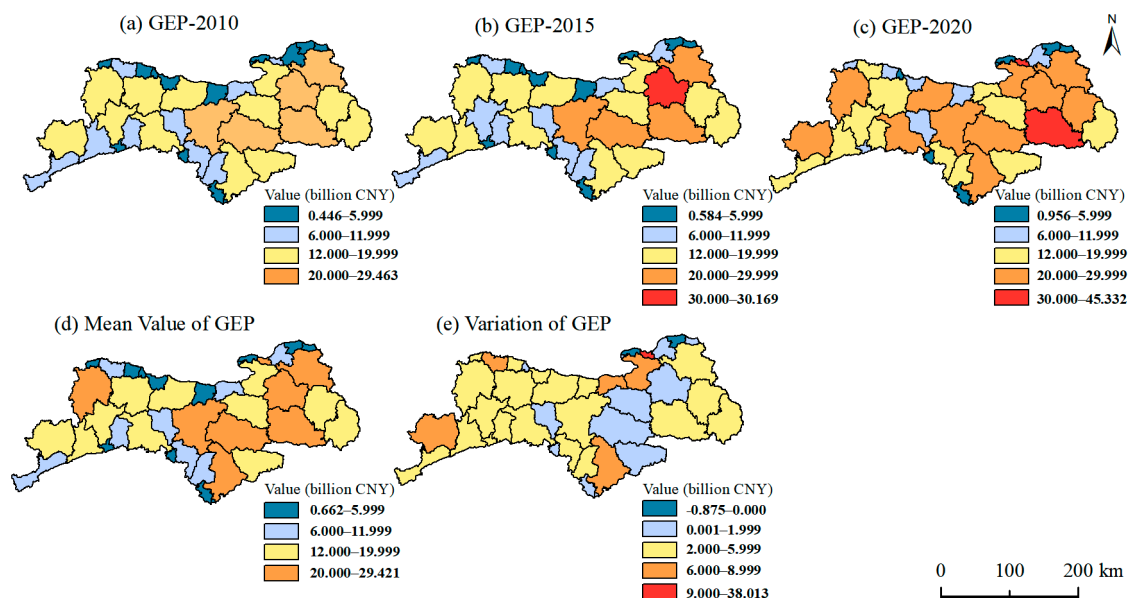 (a) GEP-2010
(b) GEP-2015
(c) GEP-2020
N
Value (billion CNY)
0.446–5.999
6.000–11.999
12.000–19.999
20.000–29.463
Value (billion CNY)
0.584–5.999
6.000–11.999
12.000–19.999
20.000–29.999
30.000–30.169
Value (billion CNY)
0.956–5.999
6.000–11.999
12.000–19.999
20.000–29.999
30.000–45.332
(d) Mean Value of GEP
(e) Variation of GEP
Value (billion CNY)
0.662–5.999
6.000–11.999
12.000–19.999
20.000–29.421
Value (billion CNY)
-0.875–0.000
0.001–1.999
2.000–5.999
6.000–8.999
9.000–38.013
0 100 200 km